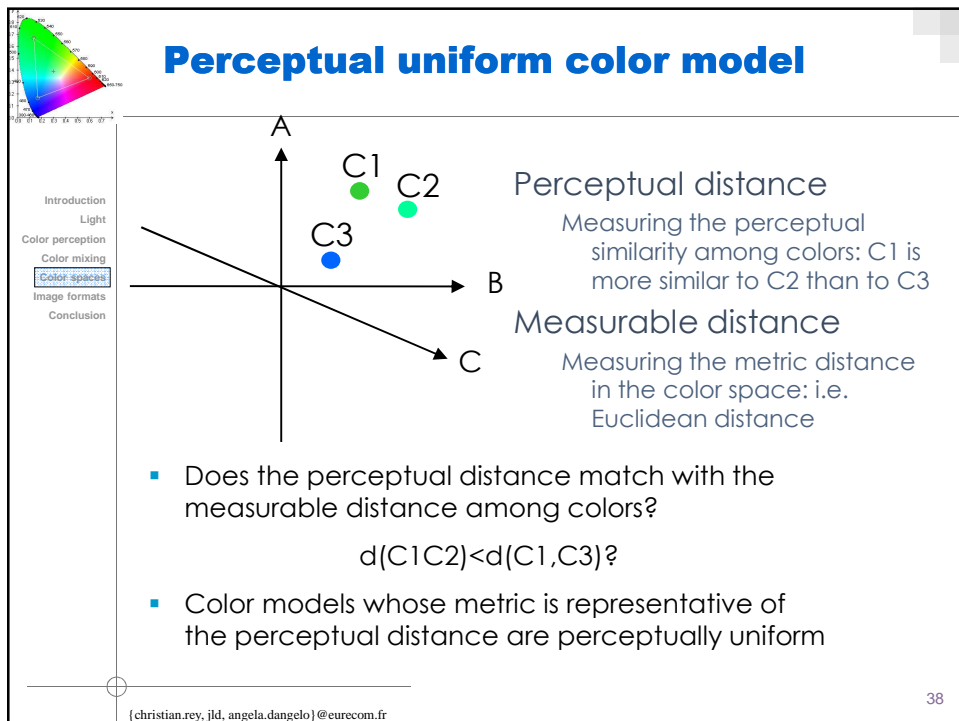 Perceptual uniform color model
Introduction
Light
Color perception
Color mixing
Color spaces
Image formats
Conclusion
A
C1
C2
C3
B
C
Perceptual distance
Measuring the perceptual
similarity among colors: C1 is
more similar to C2 than to C3
Measurable distance
Measuring the metric distance
in the color space: i.e.
Euclidean distance
▪ Does the perceptual distance match with the
measurable distance among colors?
d(C1C2)<d(C1,C3)?
▪ Color models whose metric is representative of
the perceptual distance are perceptually uniform
{christian.rey, jld, angela.dangelo}@eurecom.fr
38